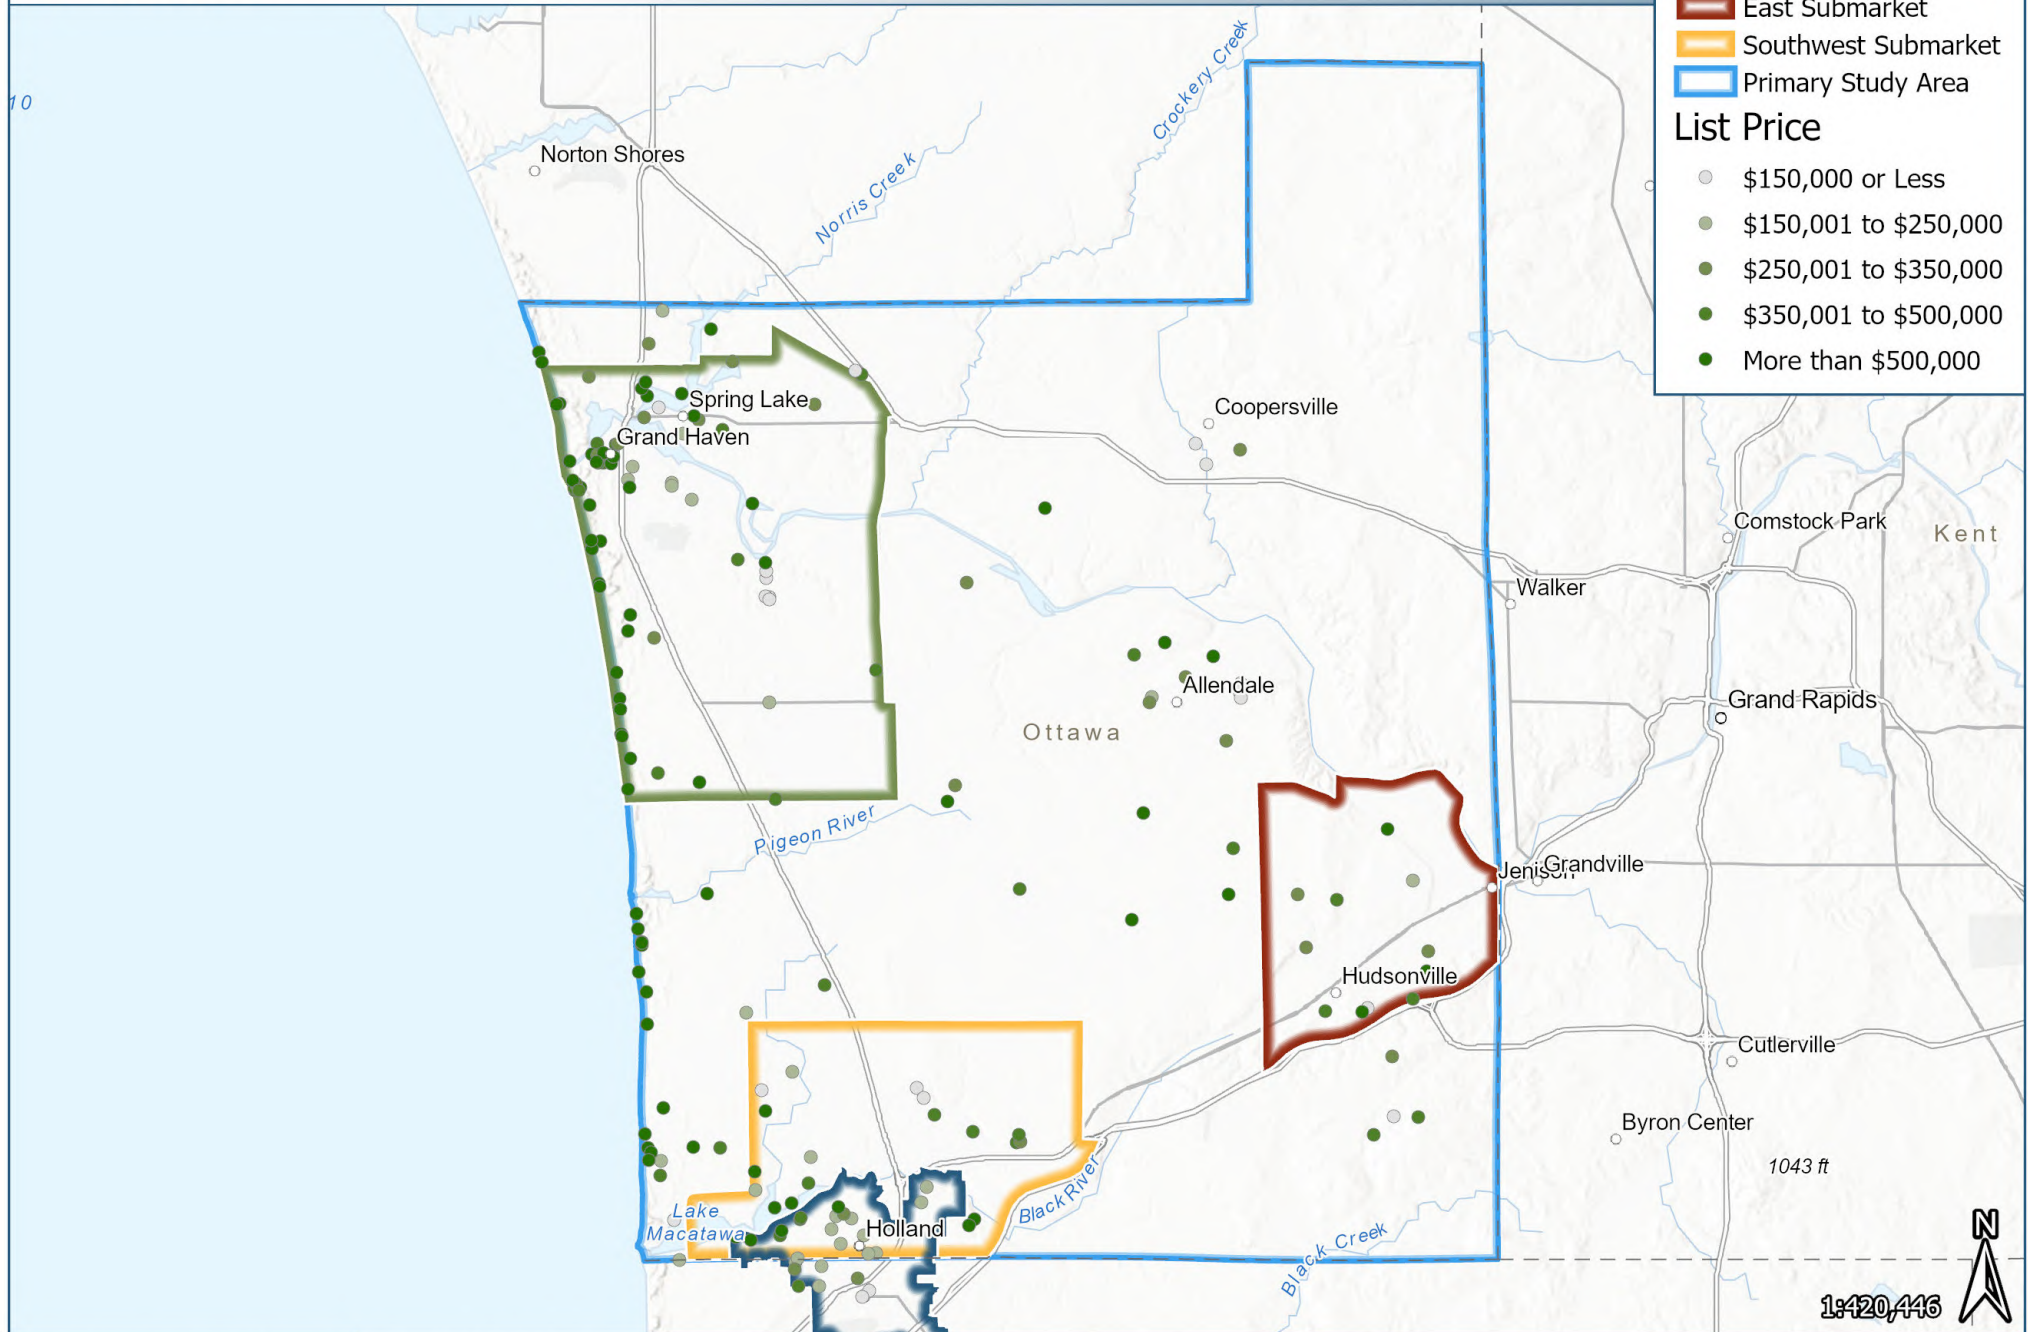 East Submarket
Southwest Submarket
Primary Study Area
List Price
$150,000 or Less
$150,001 to $250,000
$250,001 to $350,000
$350,001 to $500,000
More than $500,000
10
Crockery Creek
Norton Shores
Norris Creek
Spring Lake
Coopersville
Grand Haven
Comstock Park
Kent
Walker
Allendale
Grand Rapids
Ottawa
Pigeon River
Jenison
Grandville
Hudsonville
Cutlerville
Byron Center
1043 ft
Black River
Lake
Macatawa
Holland
Black Creek
N
1:420,446